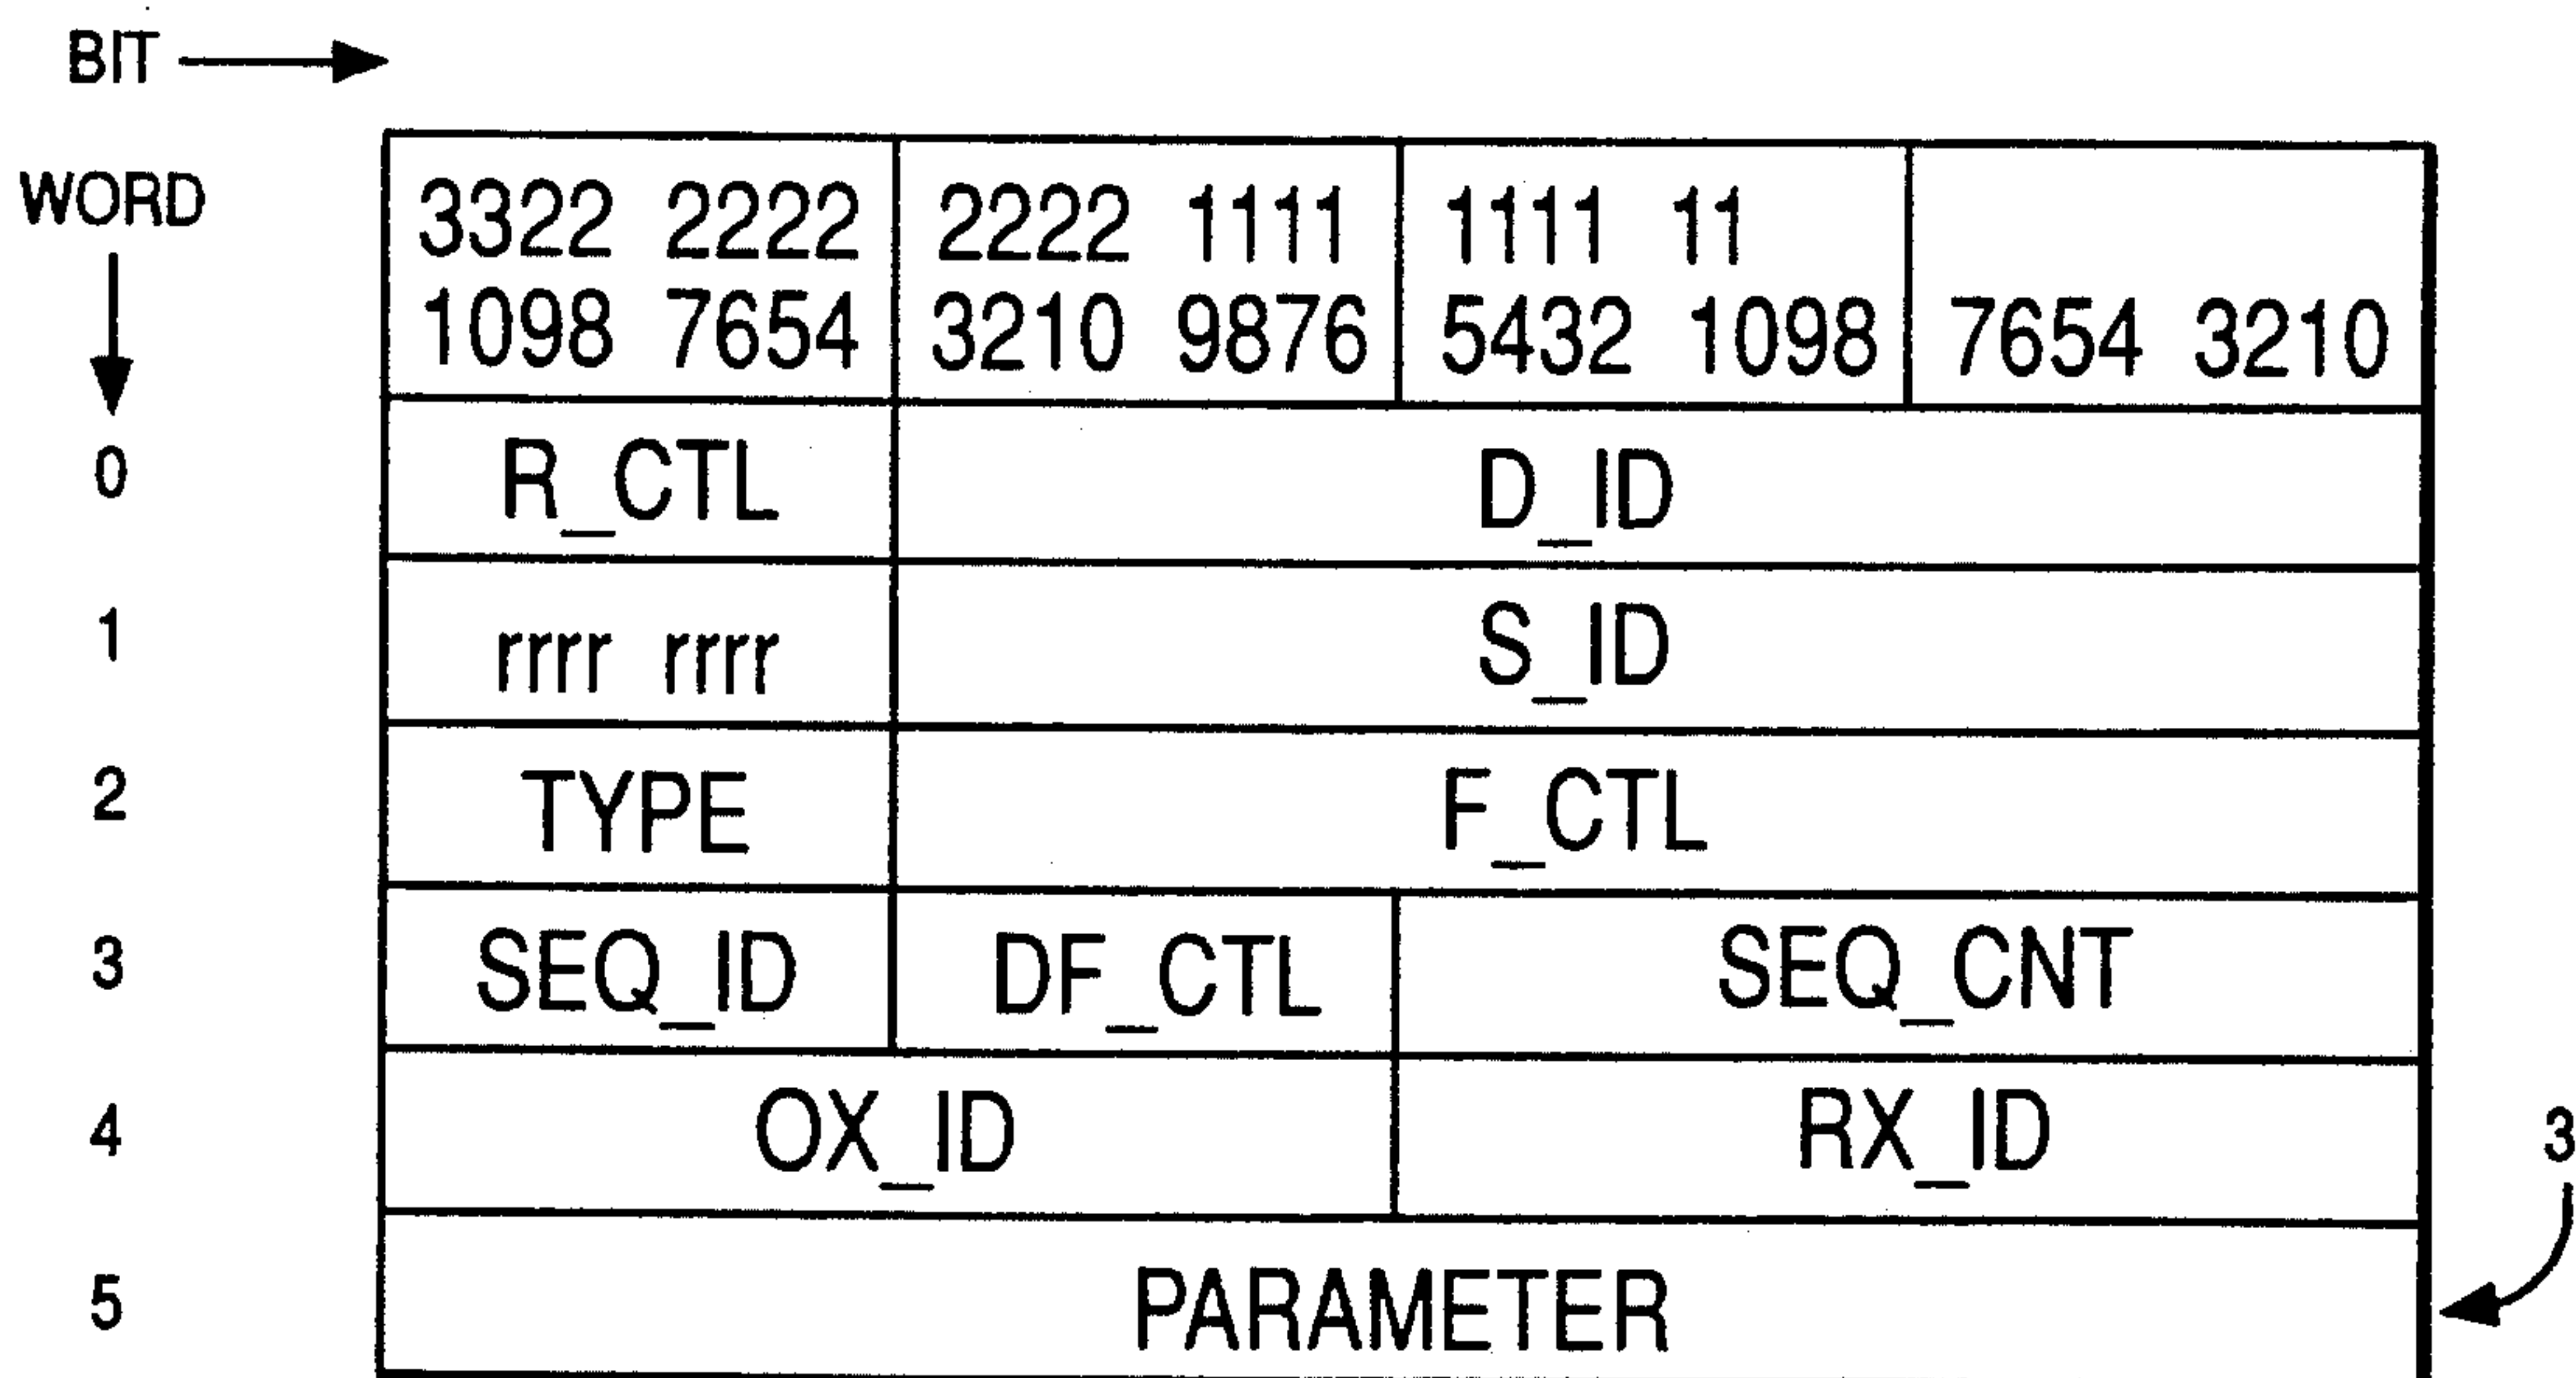 BIT
WORD
3322 2222 2222 1111 1111 11
1098 7654 3210 9876 5432 1098 7654 3210
0 R_CTL D_ID
1 rrrr rrrr S_ID
2 TYPE F_CTL
3 SEQ_ID DF_CTL SEQ_CNT
4 OX_ID RX_ID
3
5 PARAMETER